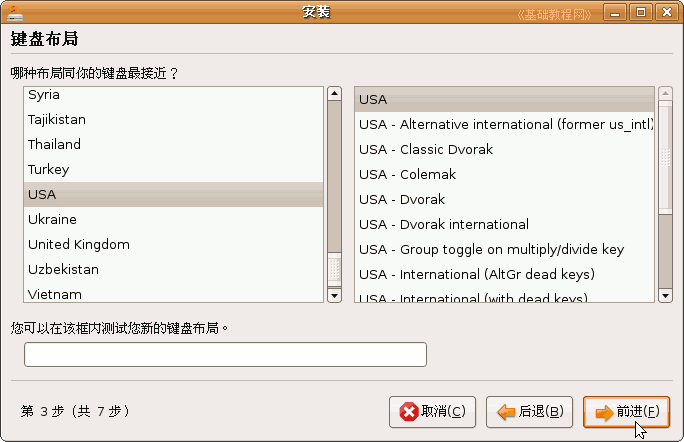 安装
《基础教程网》
键盘布局
哪种布局同你的键盘最接近？
Syria
Tajikistan
Thailand
Turkey
USA
Ukraine
United Kingdom
Uzbekistan
Vietnam
USA
USA - Alternative international (former us_intl)
USA - Classic Dvorak
USA - Colemak
USA - Dvorak
USA - Dvorak international
USA - Group toggle on multiply/divide key
USA - International (AltGr dead keys)
USA - International (with dead keys)
您可以在该框内测试您新的键盘布局。
第 3 步 (共 7 步)
取消(C)
后退(B)
前进(F)